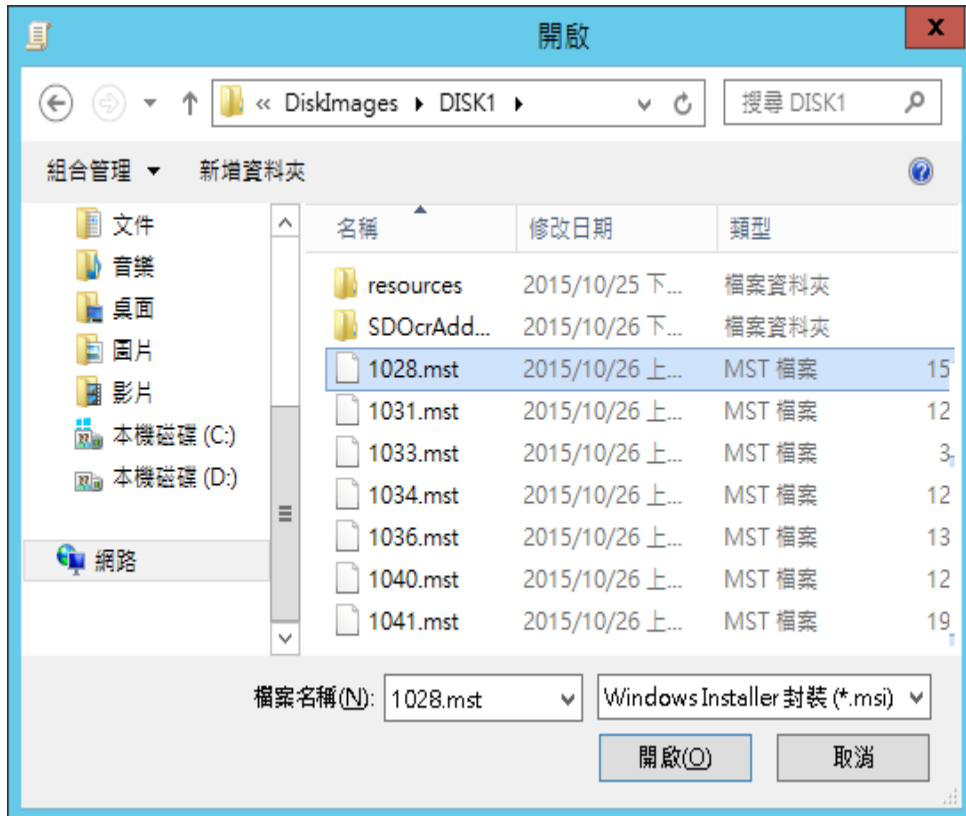 開啟
x
« DiskImages DISK1
搜尋 DISK1
組合管理 新增資料夾
名稱 修改日期 類型
文件
音樂
桌面
圖片
影片
本機磁碟 (C:)
本機磁碟 (D:)
網路
resources 2015/10/25 下... 檔案資料夾
SDOcrAdd... 2015/10/26 下... 檔案資料夾
1028.mst 2015/10/26 上... MST 檔案 15
1031.mst 2015/10/26 上... MST 檔案 12
1033.mst 2015/10/26 上... MST 檔案 3
1034.mst 2015/10/26 上... MST 檔案 12
1036.mst 2015/10/26 上... MST 檔案 13
1040.mst 2015/10/26 上... MST 檔案 12
1041.mst 2015/10/26 上... MST 檔案 19
檔案名稱(N): 1028.mst Windows Installer 封裝 (*.msi)
開啟(O) 取消